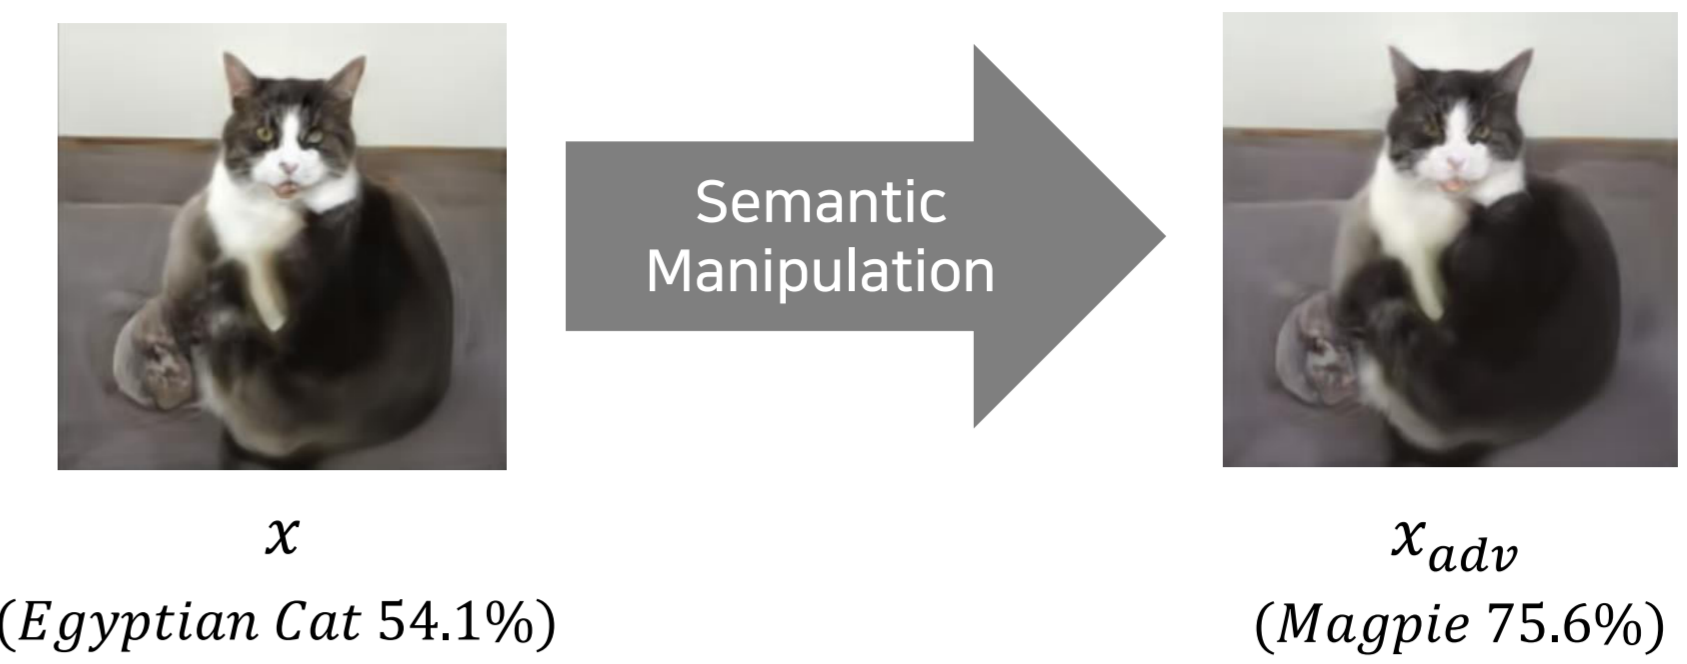 Semantic
Manipulation
x
x_adv
(Egyptian Cat 54.1%)
(Magpie 75.6%)